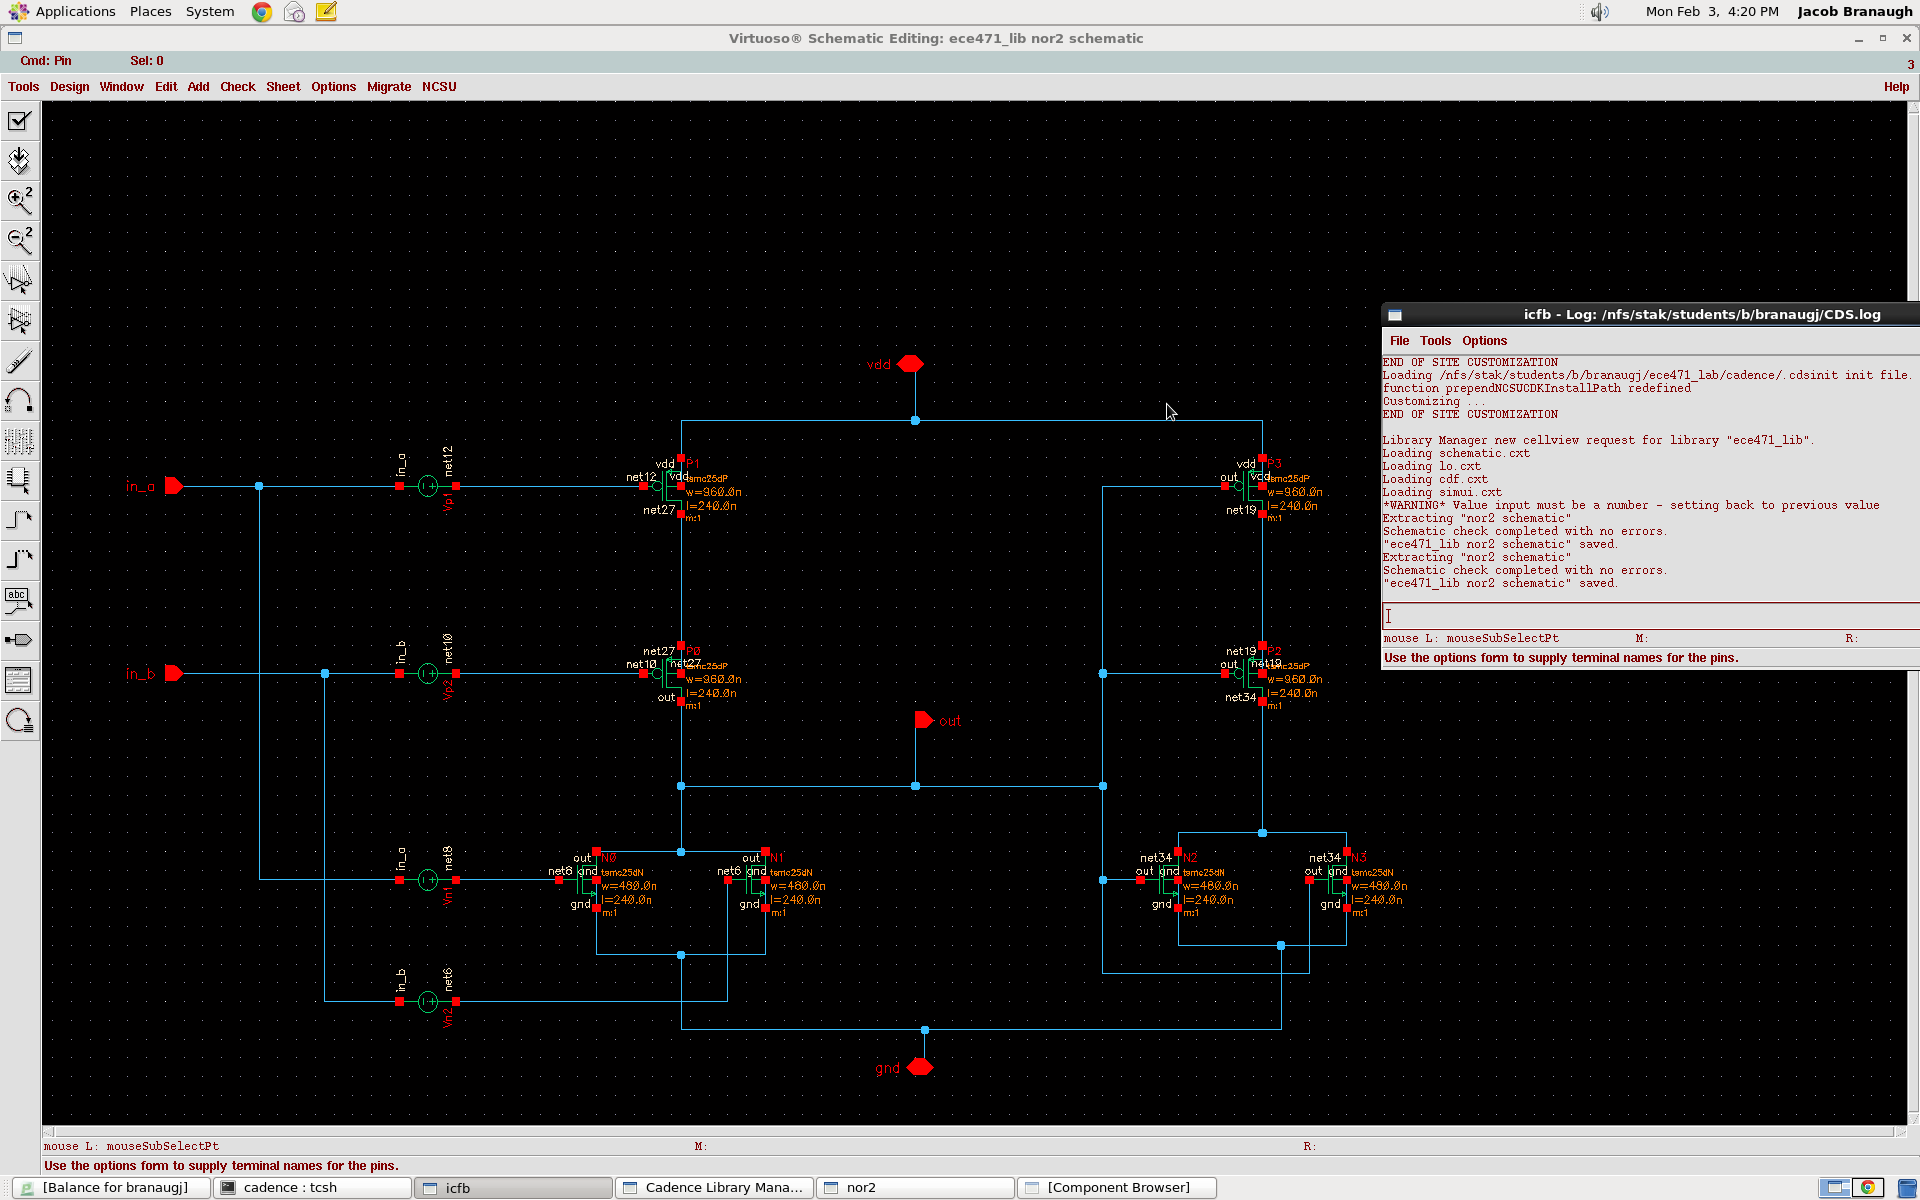 Applications Places System Mon Feb 3, 4:20 PM Jacob Branaugh
Virtuoso® Schematic Editing: ece471_lib nor2 schematic
Cmd: Pin Sel: 0 3
Tools Design Window Edit Add Check Sheet Options Migrate NCSU Help
2
2
abc
vdd
in_a
in_a
net12
Vp1
net12
vdd
vdd
P1
tsmc25dP
w=960.0n
l=240.0n
m:1
net27
out
vdd
vdd
P3
tsmc25dP
w=960.0n
l=240.0n
m:1
net19
in_b
in_b
net10
Vp2
net27
net10
net27
P0
tsmc25dP
w=960.0n
l=240.0n
m:1
out
net19
out
net19
P2
tsmc25dP
w=960.0n
l=240.0n
m:1
net34
out
in_a
net8
Vn1
out
net8 gnd
N0
tsmc25dN
w=480.0n
l=240.0n
m:1
gnd
out
net6 gnd
N1
tsmc25dN
w=480.0n
l=240.0n
m:1
gnd
net34
out gnd
N2
tsmc25dN
w=480.0n
l=240.0n
m:1
gnd
net34
out gnd
N3
tsmc25dN
w=480.0n
l=240.0n
m:1
gnd
in_b
net6
Vn2
gnd
icfb - Log: /nfs/stak/students/b/branaugj/CDS.log
File Tools Options
END OF SITE CUSTOMIZATION
Loading /nfs/stak/students/b/branaugj/ece471_lab/cadence/.cdsinit init file.
function prependNCSUCDKInstallPath redefined
Customizing ...
END OF SITE CUSTOMIZATION
Library Manager new cellview request for library "ece471_lib".
Loading schematic.cxt
Loading lo.cxt
Loading cdf.cxt
Loading simui.cxt
*WARNING* Value input must be a number - setting back to previous value
Extracting "nor2 schematic"
Schematic check completed with no errors.
"ece471_lib nor2 schematic" saved.
Extracting "nor2 schematic"
Schematic check completed with no errors.
"ece471_lib nor2 schematic" saved.
mouse L: mouseSubSelectPt M: R:
Use the options form to supply terminal names for the pins.
mouse L: mouseSubSelectPt M: R:
Use the options form to supply terminal names for the pins.
[Balance for branaugj] cadence : tcsh icfb Cadence Library Mana... nor2 [Component Browser]